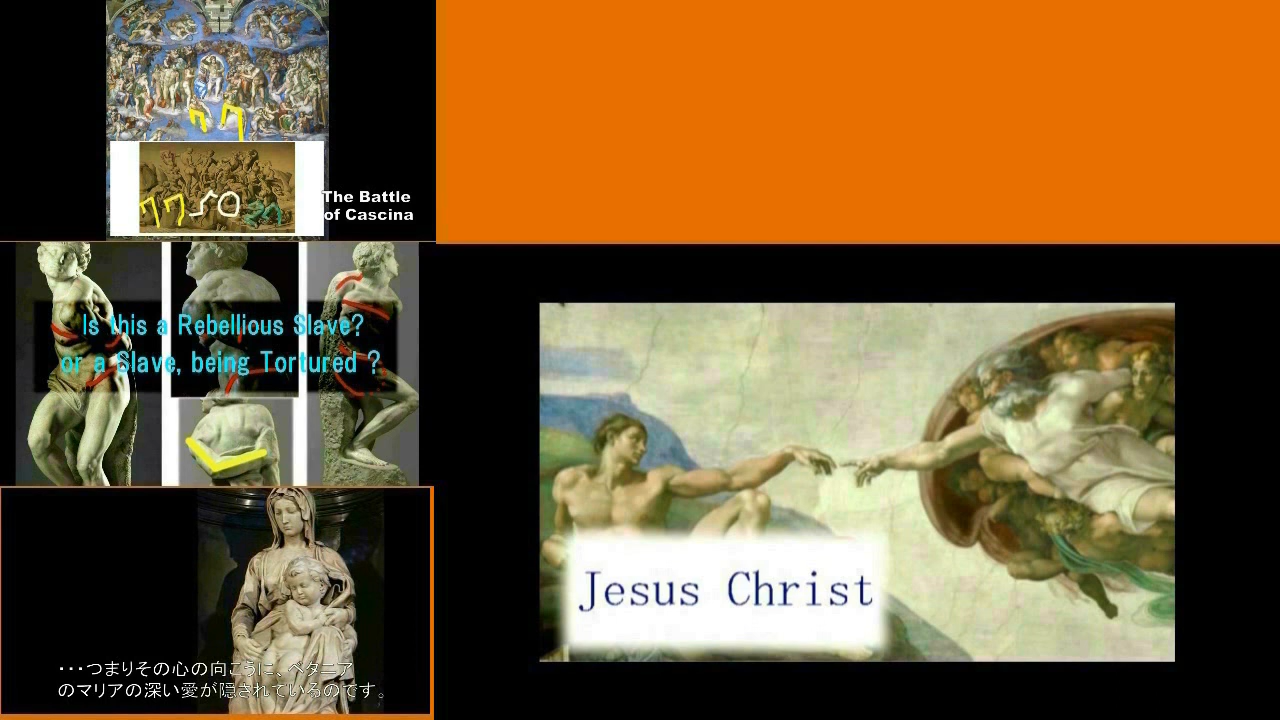 The Battle
of Cascina
Is this a Rebellious Slave?
or a Slave, being Tortured ?
・・・つまりその心の向こうに、ベタニア
のマリアの深い愛が隠されているのです。
Jesus Christ